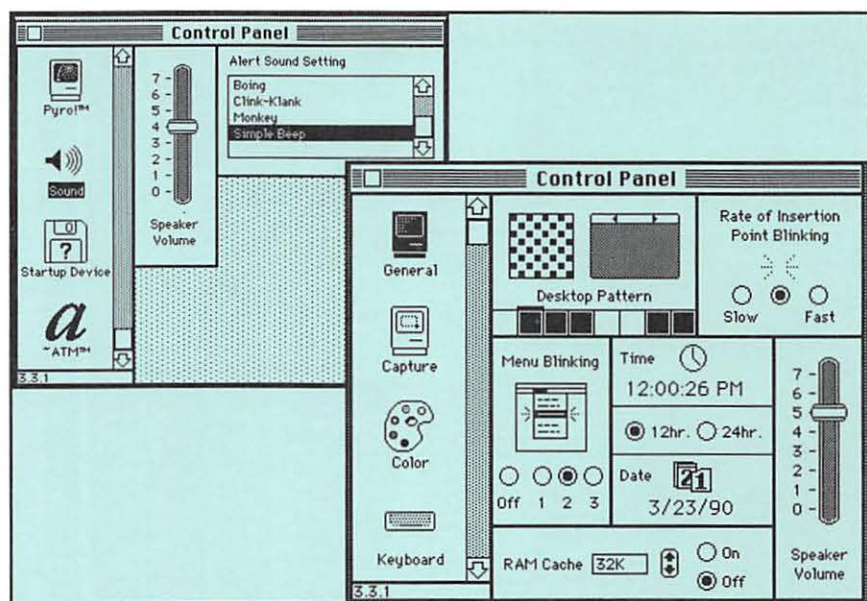 Control Panel
Pyro!™
Sound
Startup Device
~ATM™
3.3.1
7
6
5
4
3
2
1
0
Speaker
Volume
Alert Sound Setting
Boing
Clink-Klank
Monkey
Simple Beep
Control Panel
General
Capture
Color
Keyboard
3.3.1
Desktop Pattern
Rate of Insertion
Point Blinking
Slow Fast
Menu Blinking
Off 1 2 3
Time
12:00:26 PM
12hr. 24hr.
Date 21
3/23/90
7
6
5
4
3
2
1
0
Speaker
Volume
RAM Cache 32K
On
Off